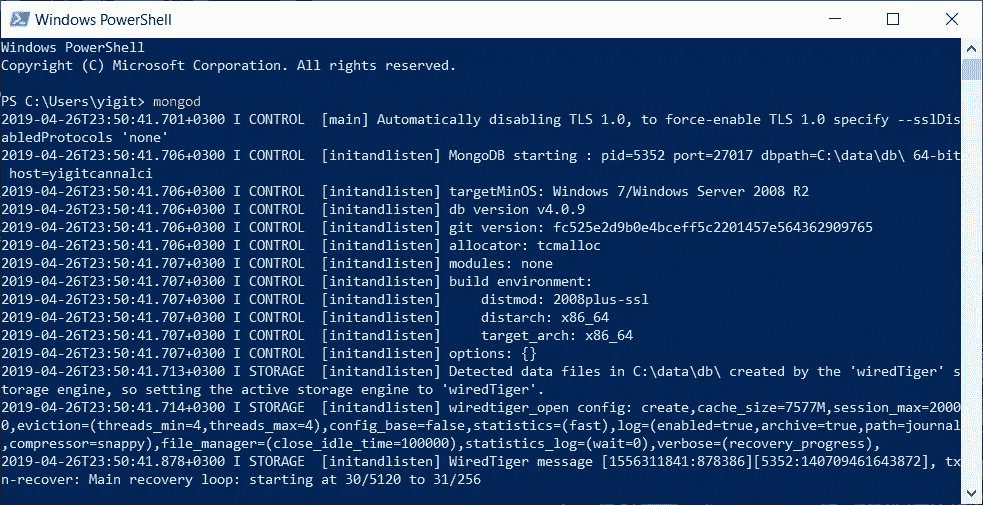 Windows PowerShell
Windows PowerShell
Copyright (C) Microsoft Corporation. All rights reserved.
PS C:\Users\yigit> mongod
2019-04-26T23:50:41.701+0300 I CONTROL  [main] Automatically disabling TLS 1.0, to force-enable TLS 1.0 specify --sslDis
abledProtocols 'none'
2019-04-26T23:50:41.706+0300 I CONTROL  [initandlisten] MongoDB starting : pid=5352 port=27017 dbpath=C:\data\db\ 64-bit
 host=yigitcannalci
2019-04-26T23:50:41.706+0300 I CONTROL  [initandlisten] targetMinOS: Windows 7/Windows Server 2008 R2
2019-04-26T23:50:41.706+0300 I CONTROL  [initandlisten] db version v4.0.9
2019-04-26T23:50:41.706+0300 I CONTROL  [initandlisten] git version: fc525e2d9b0e4bceff5c2201457e564362909765
2019-04-26T23:50:41.706+0300 I CONTROL  [initandlisten] allocator: tcmalloc
2019-04-26T23:50:41.707+0300 I CONTROL  [initandlisten] modules: none
2019-04-26T23:50:41.707+0300 I CONTROL  [initandlisten] build environment:
2019-04-26T23:50:41.707+0300 I CONTROL  [initandlisten]     distmod: 2008plus-ssl
2019-04-26T23:50:41.707+0300 I CONTROL  [initandlisten]     distarch: x86_64
2019-04-26T23:50:41.707+0300 I CONTROL  [initandlisten]     target_arch: x86_64
2019-04-26T23:50:41.707+0300 I CONTROL  [initandlisten] options: {}
2019-04-26T23:50:41.713+0300 I STORAGE  [initandlisten] Detected data files in C:\data\db\ created by the 'wiredTiger' s
torage engine, so setting the active storage engine to 'wiredTiger'.
2019-04-26T23:50:41.714+0300 I STORAGE  [initandlisten] wiredtiger_open config: create,cache_size=7577M,session_max=2000
0,eviction=(threads_min=4,threads_max=4),config_base=false,statistics=(fast),log=(enabled=true,archive=true,path=journal
,compressor=snappy),file_manager=(close_idle_time=100000),statistics_log=(wait=0),verbose=(recovery_progress),
2019-04-26T23:50:41.878+0300 I STORAGE  [initandlisten] WiredTiger message [1556311841:878386][5352:140709461643872], tx
n-recover: Main recovery loop: starting at 30/5120 to 31/256